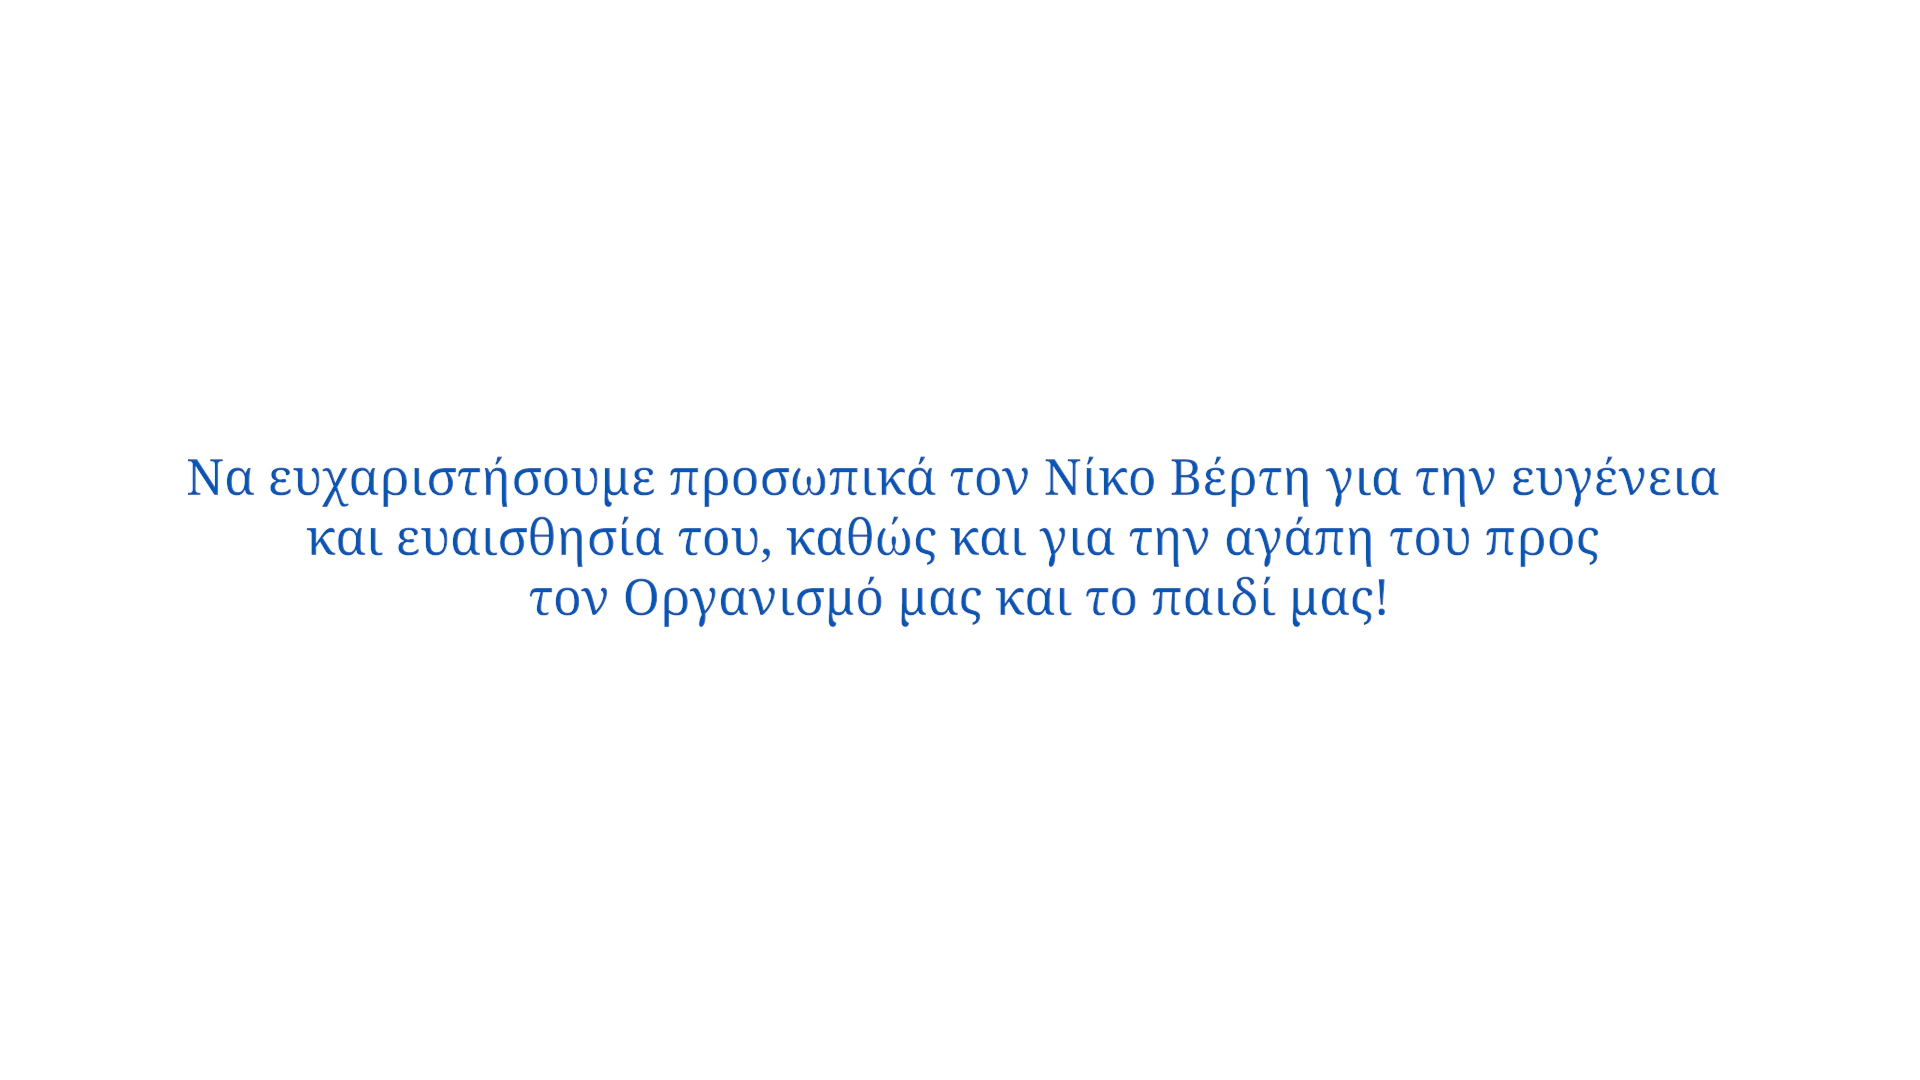 Να ευχαριστήσουμε προσωπικά τον Νίκο Βέρτη για την ευγένεια
και ευαισθησία του, καθώς και για την αγάπη του προς
τον Οργανισμό μας και το παιδί μας!